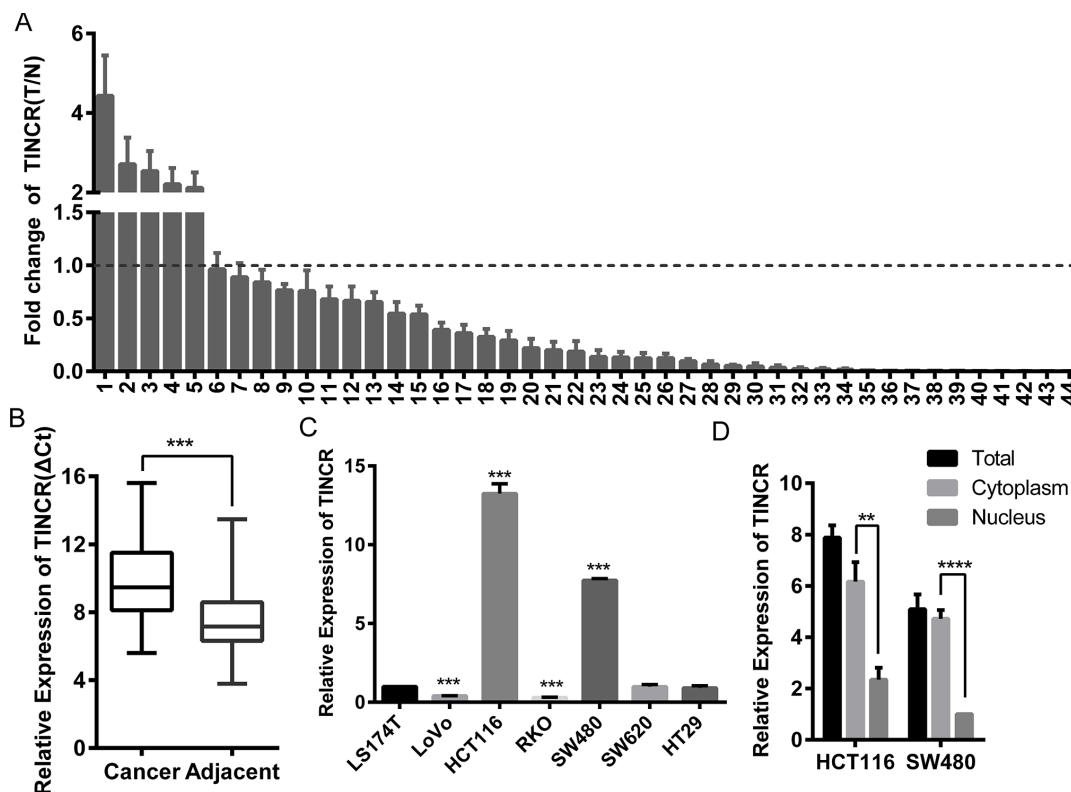 A
Fold change of TINCR(T/N)
6
4
2
1.5
1.0
0.5
0.0
1 2 3 4 5 6 7 8 9 10 11 12 13 14 15 16 17 18 19 20 21 22 23 24 25 26 27 28 29 30 31 32 33 34 35 36 37 38 39 40 41 42 43 44
B
Relative Expression of TINCR(ΔCt)
16
12
8
4
0
***
Cancer Adjacent
C
Relative Expression of TINCR
15
10
5
0
*** *** *** ***
LS174T LoVo HCT116 RKO SW480 SW620 HT29
D
Total
Cytoplasm
Nucleus
Relative Expression of TINCR
10
8
6
4
2
0
** ****
HCT116 SW480